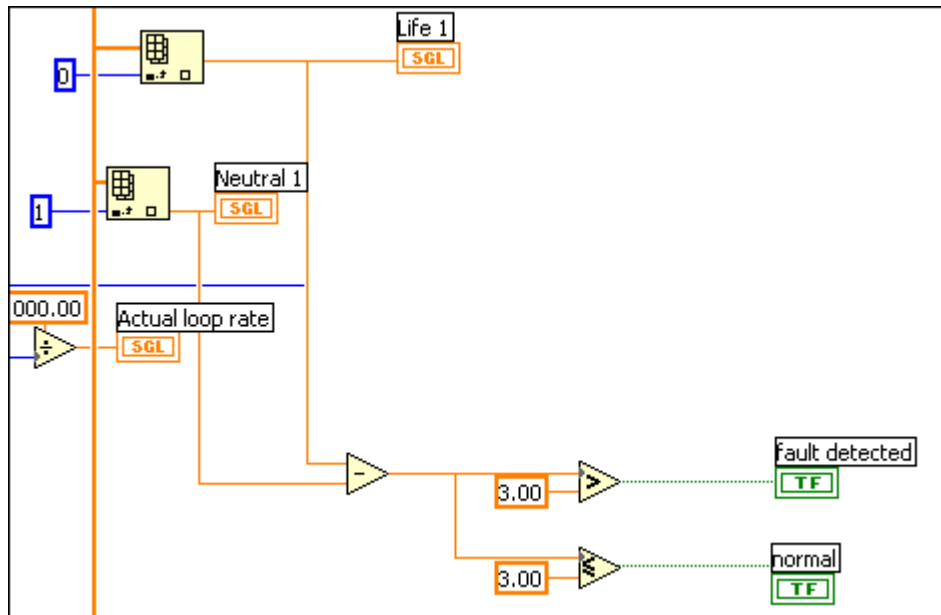 Life 1
SGL
0
Neutral 1
SGL
1
000.00
Actual loop rate
÷
SGL
fault detected
-
3.00
>
TF
normal
3.00
≤
TF